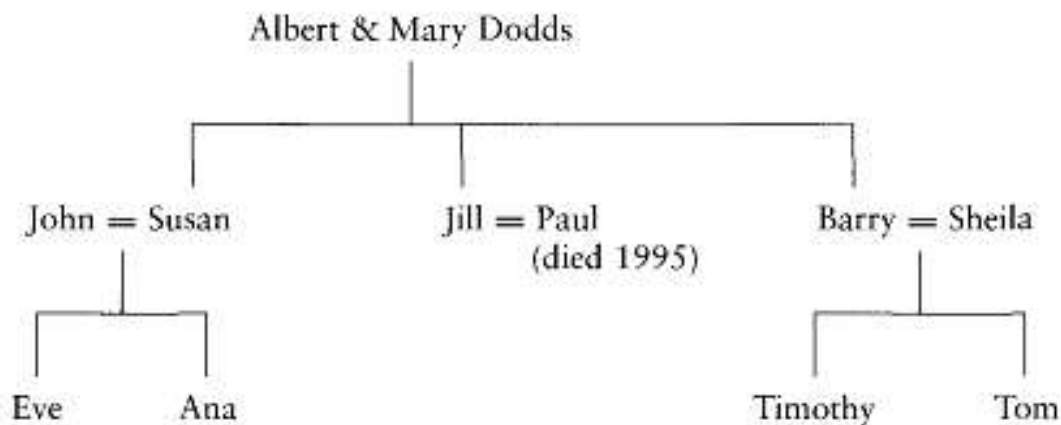 Albert & Mary Dodds
John = Susan
Jill = Paul
(died 1995)
Barry = Sheila
Eve
Ana
Timothy
Tom